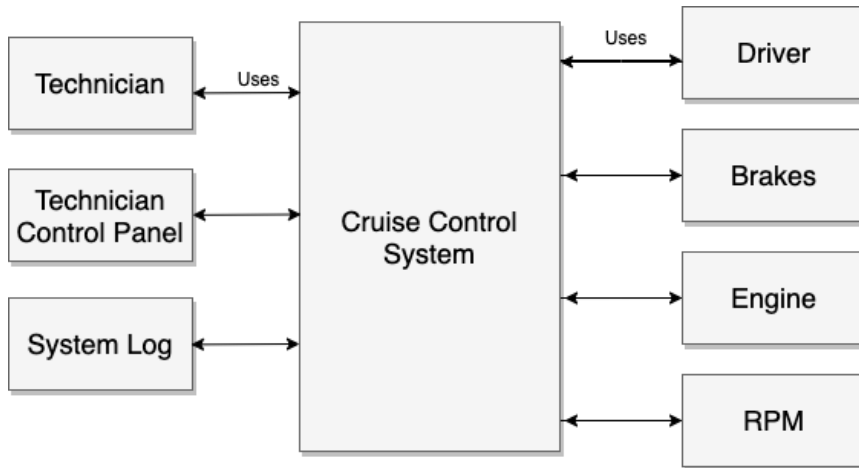 Technician
Uses
Technician
Control Panel
System Log
Cruise Control
System
Uses
Driver
Brakes
Engine
RPM